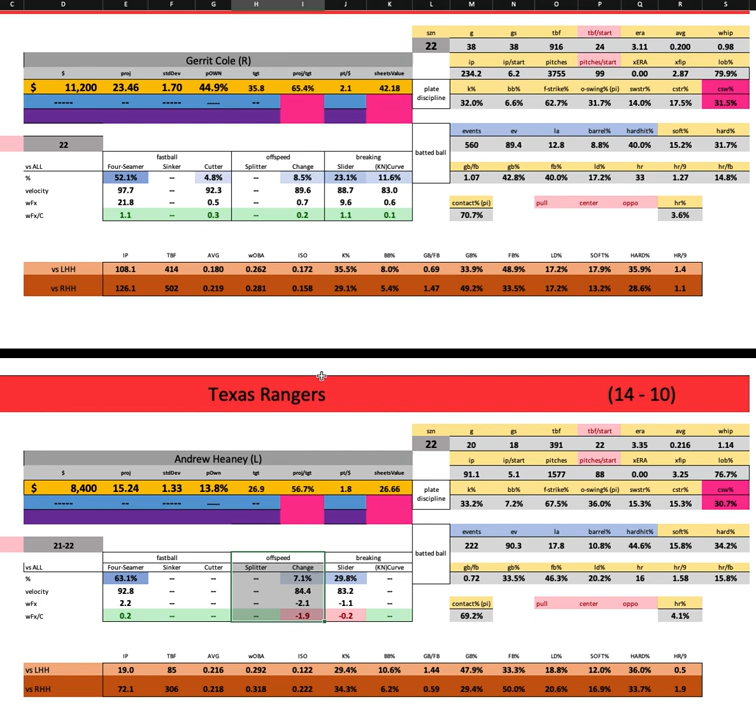 C D E F G H I J K L M N O P Q R S
szn g gs tbf tbf/start era avg whip
22 38 38 916 24 3.11 0.200 0.98
Gerrit Cole (R) ip ip/start pitches pitches/start xERA xfip lob%
$ proj stdDev pOWN tgt proj/tgt pt/$ sheetsValue 234.2 6.2 3755 99 0.00 2.87 79.9%
$ 11,200 23.46 1.70 44.9% 35.8 65.4% 2.1 42.18 plate discipline k% bb% f-strike% o-swing% (pi) swstr% cstr% csw%
----- -- -- -- 32.0% 6.6% 62.7% 31.7% 14.0% 17.5% 31.5%
22 batted ball events ev la barrel% hardhit% soft% hard%
560 89.4 12.8 8.8% 40.0% 15.2% 31.7%
fastball offspeed breaking
vs ALL Four-Seamer Sinker Cutter Splitter Change Slider (KN)Curve gb/fb gb% fb% ld% hr hr/9 hr/fb
% 52.1% -- 4.8% -- 8.5% 23.1% 11.6% 1.07 42.8% 40.0% 17.2% 33 1.27 14.8%
velocity 97.7 -- 92.3 -- 89.6 88.7 83.0
wFx 21.8 -- 0.5 -- 0.7 9.6 0.6 contact% (pi) pull center oppo hr%
wFx/C 1.1 -- 0.3 -- 0.2 1.1 0.1 70.7% 3.6%
IP TBF AVG wOBA ISO K% BB% GB/FB GB% FB% LD% SOFT% HARD% HR/9
vs LHH 108.1 414 0.180 0.262 0.172 35.5% 8.0% 0.69 33.9% 48.9% 17.2% 17.9% 35.9% 1.4
vs RHH 126.1 502 0.219 0.281 0.158 29.1% 5.4% 1.47 49.2% 33.5% 17.2% 13.2% 28.6% 1.1
Texas Rangers (14 - 10)
szn g gs tbf tbf/start era avg whip
22 20 18 391 22 3.35 0.216 1.14
Andrew Heaney (L) ip ip/start pitches pitches/start xERA xfip lob%
$ proj stdDev pOwn tgt proj/tgt pt/$ sheetsValue 91.1 5.1 1577 88 0.00 3.25 76.7%
$ 8,400 15.24 1.33 13.8% 26.9 56.7% 1.8 26.66 plate discipline k% bb% f-strike% o-swing% (pi) swstr% cstr% csw%
----- -- -- -- 33.2% 7.2% 67.5% 36.0% 15.3% 15.3% 30.7%
21-22 batted ball events ev la barrel% hardhit% soft% hard%
222 90.3 17.8 10.8% 44.6% 15.8% 34.2%
fastball offspeed breaking
vs ALL Four-Seamer Sinker Cutter Splitter Change Slider (KN)Curve gb/fb gb% fb% ld% hr hr/9 hr/fb
% 63.1% -- -- -- 7.1% 29.8% -- 0.72 33.5% 46.3% 20.2% 16 1.58 15.8%
velocity 92.8 -- -- -- 84.4 83.2 --
wFx 2.2 -- -- -- -2.1 -1.1 -- contact% (pi) pull center oppo hr%
wFx/C 0.2 -- -- -- -1.9 -0.2 -- 69.2% 4.1%
IP TBF AVG wOBA ISO K% BB% GB/FB GB% FB% LD% SOFT% HARD% HR/9
vs LHH 19.0 85 0.216 0.292 0.122 29.4% 10.6% 1.44 47.9% 33.3% 18.8% 12.0% 36.0% 0.5
vs RHH 72.1 306 0.218 0.318 0.222 34.3% 6.2% 0.59 29.4% 50.0% 20.6% 16.9% 33.7% 1.9